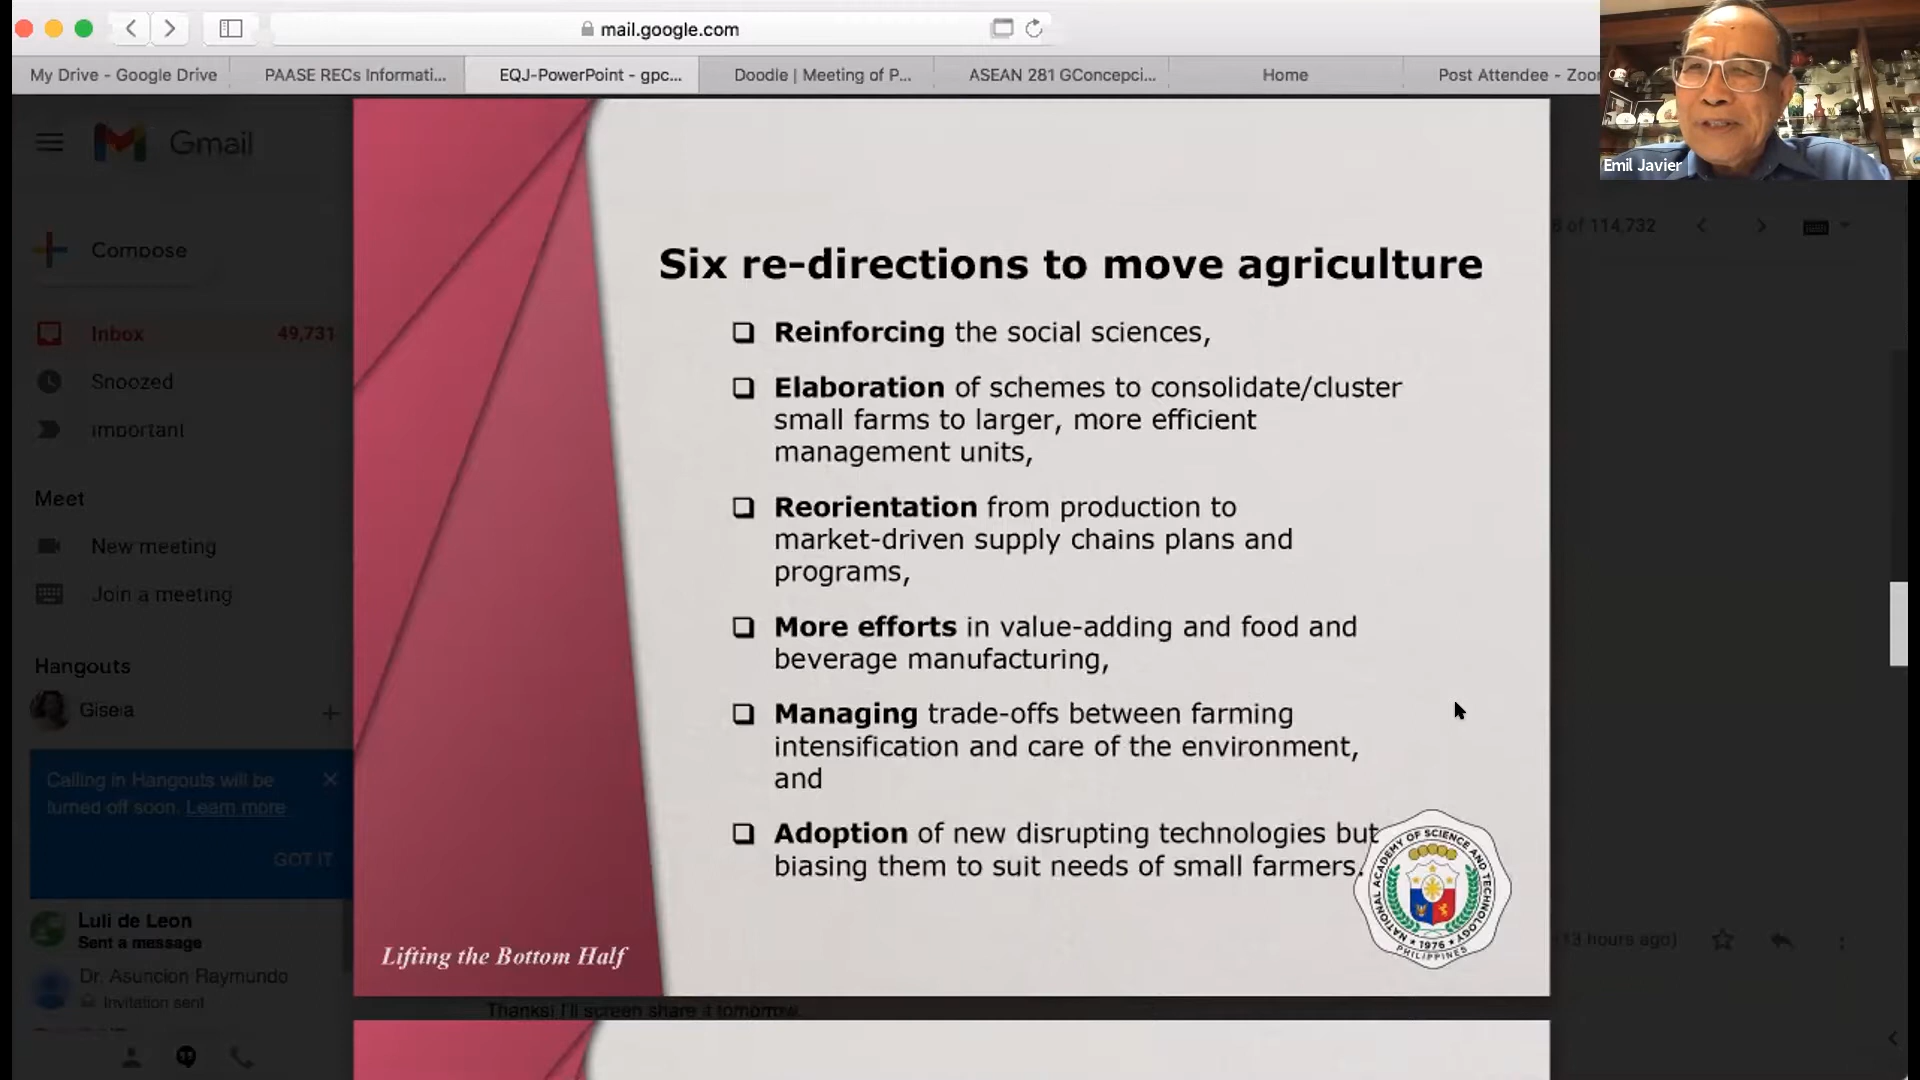 mail.google.com
My Drive - Google Drive
PAASE RECs Informati...
EQJ-PowerPoint - gpc...
Doodle | Meeting of P...
ASEAN 281 GConcepci...
Home
Post Attendee - Zoo
Emil Javier
Gmail
8 of 114,732
Compose
Inbox 49,731
Snoozed
Important
Meet
New meeting
Join a meeting
Hangouts
Gisela
Calling in Hangouts will be
turned off soon. Learn more
GOT IT
Luli de Leon
Sent a message
Dr. Asuncion Raymundo
Invitation sent
Six re-directions to move agriculture
Reinforcing the social sciences,
Elaboration of schemes to consolidate/cluster
small farms to larger, more efficient
management units,
Reorientation from production to
market-driven supply chains plans and
programs,
More efforts in value-adding and food and
beverage manufacturing,
Managing trade-offs between farming
intensification and care of the environment,
and
Adoption of new disrupting technologies but
biasing them to suit needs of small farmers.
NATIONAL ACADEMY OF SCIENCE AND TECHNOLOGY
1976
PHILIPPINES
Lifting the Bottom Half
(13 hours ago)
Thanks! I'll screen share it tomorrow.